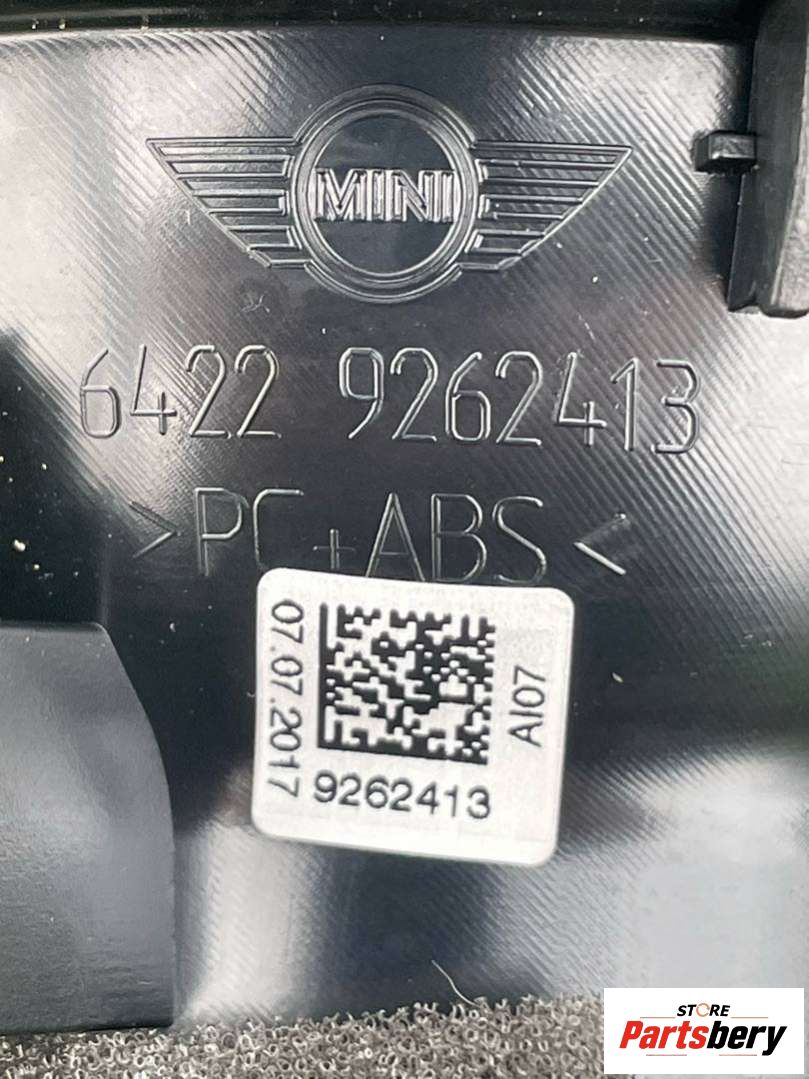 MINI
6422 9262413
>PC+ABS<
07.07.2017
AI07
9262413
STORE
Partsbery